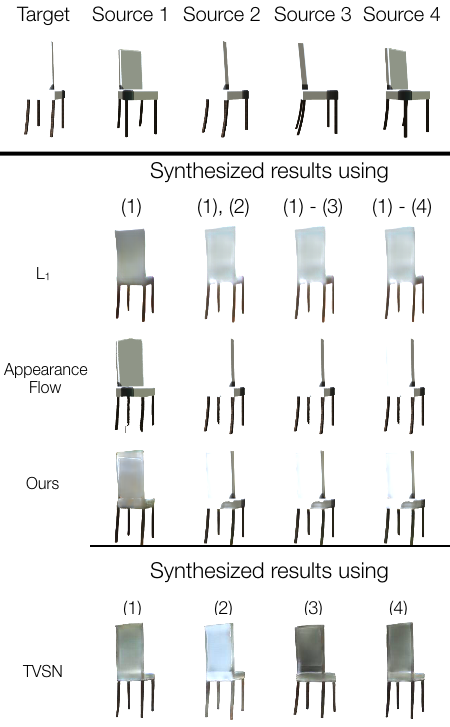 Target Source 1 Source 2 Source 3 Source 4
Synthesized results using
(1) (1), (2) (1) - (3) (1) - (4)
L₁
Appearance
Flow
Ours
Synthesized results using
(1) (2) (3) (4)
TVSN